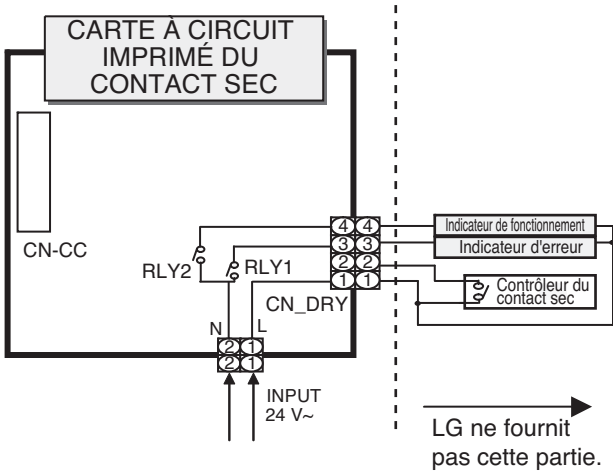 CARTE À CIRCUIT
IMPRIMÉ DU
CONTACT SEC
CN-CC
RLY2
RLY1
4 4
3 3
2 2
1 1
CN_DRY
N
L
2 1
2 1
INPUT
24 V~
Indicateur de fonctionnement
Indicateur d'erreur
Contrôleur du
contact sec
LG ne fournit
pas cette partie.